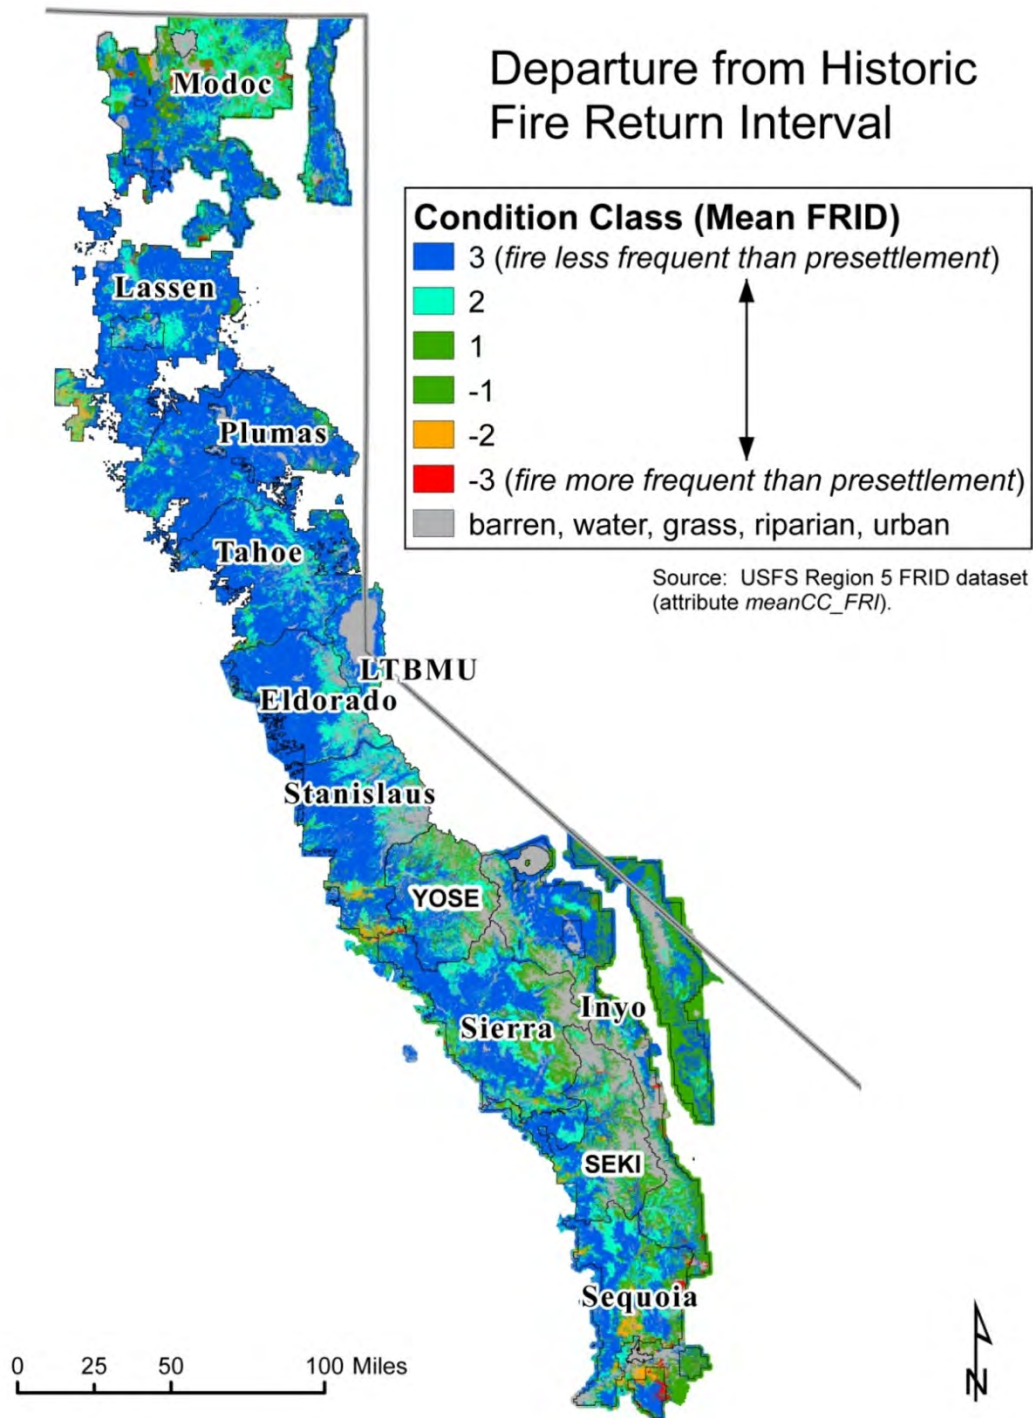 Departure from Historic
Fire Return Interval
Condition Class (Mean FRID)
3 (fire less frequent than presettlement)
2
1
-1
-2
-3 (fire more frequent than presettlement)
barren, water, grass, riparian, urban
Source: USFS Region 5 FRID dataset
(attribute meanCC_FRI).
Modoc
Lassen
Plumas
Tahoe
LTBMU
Eldorado
Stanislaus
YOSE
Inyo
Sierra
SEKI
Sequoia
0 25 50 100 Miles
N